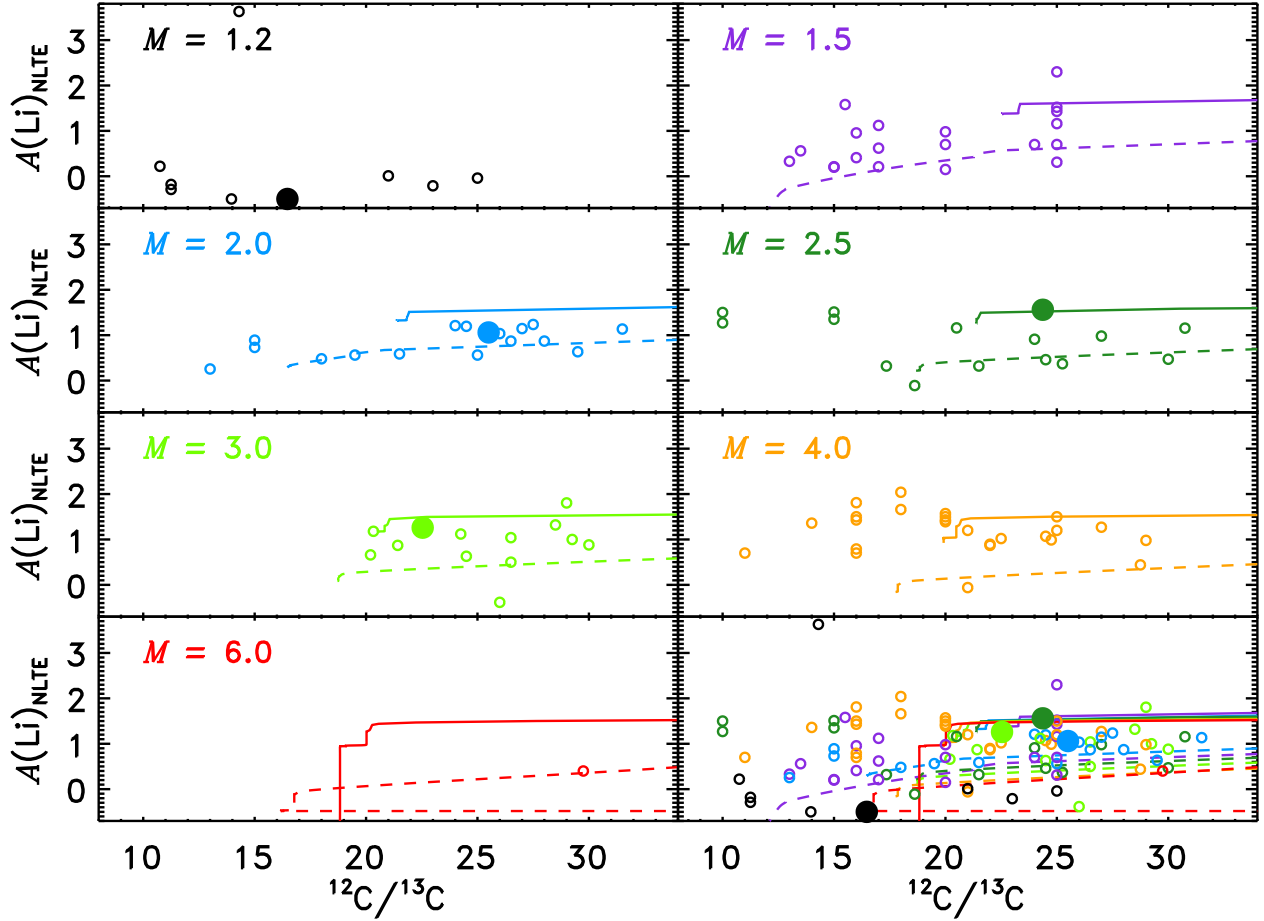 A(Li)NLTE
3
2
1
0
M = 1.2
M = 1.5
A(Li)NLTE
3
2
1
0
M = 2.0
M = 2.5
A(Li)NLTE
3
2
1
0
M = 3.0
M = 4.0
A(Li)NLTE
3
2
1
0
M = 6.0
10 15 20 25 30
10 15 20 25 30
¹²C/¹³C
¹²C/¹³C